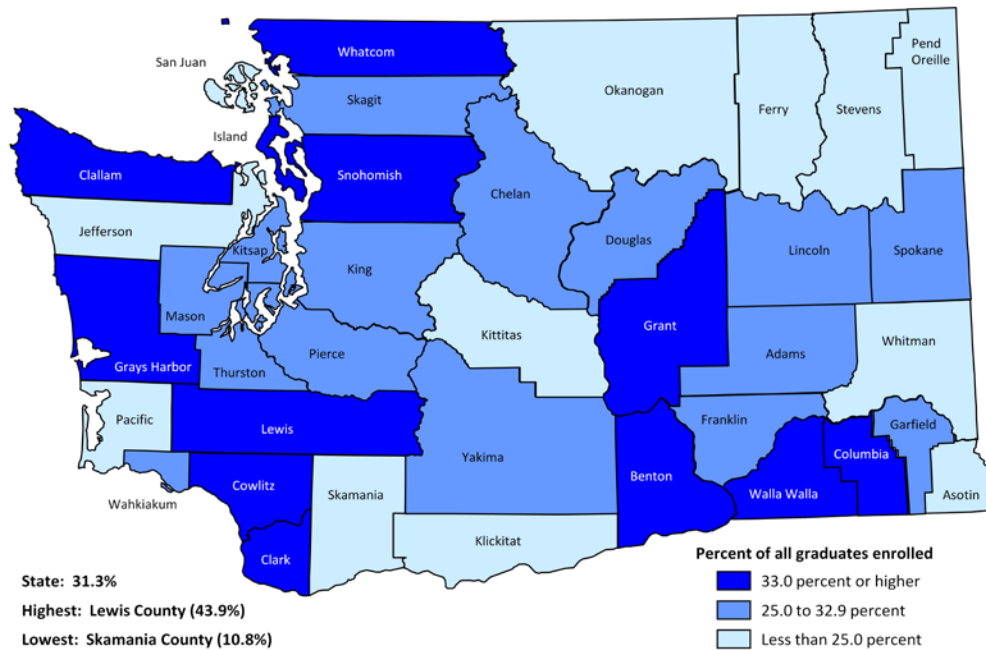 Whatcom
San Juan
Skagit
Okanogan
Ferry
Stevens
Pend
Oreille
Island
Clallam
Snohomish
Chelan
Jefferson
Kitsap
King
Douglas
Lincoln
Spokane
Mason
Grant
Kittitas
Whitman
Grays Harbor
Thurston
Pierce
Adams
Pacific
Lewis
Franklin
Garfield
Yakima
Columbia
Benton
Cowlitz
Skamania
Walla Walla
Asotin
Wahkiakum
Klickitat
Clark
Percent of all graduates enrolled
33.0 percent or higher
25.0 to 32.9 percent
Less than 25.0 percent
State: 31.3%
Highest: Lewis County (43.9%)
Lowest: Skamania County (10.8%)